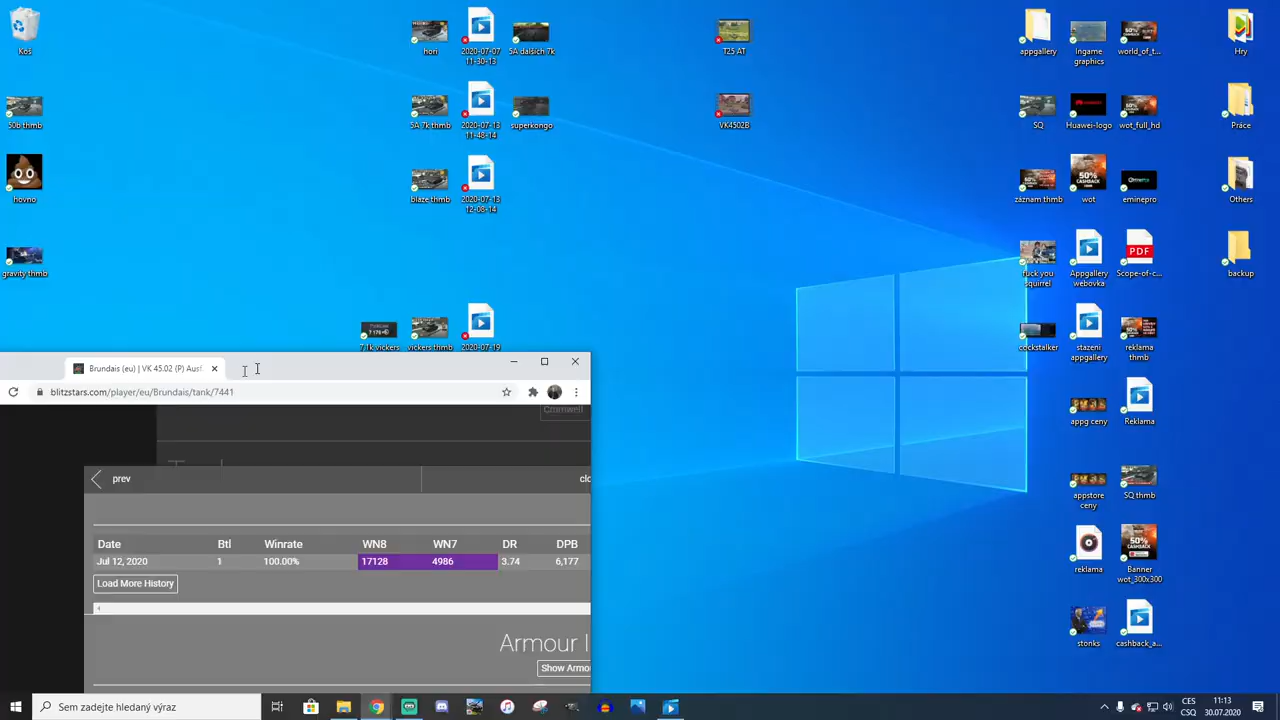 Koš
hori
2020-07-07
11-30-13
5A dalších 7k
T25 AT
appgallery
Ingame
graphics
world_of_t...
Hry
50b thmb
5A 7k thmb
2020-07-13
11-48-14
superkongo
VK4502B
SQ
Huawei-logo
wot_full_hd
Práce
hovno
blaze thmb
2020-07-13
12-08-14
záznam thmb
wot
eminepro
Others
gravity thmb
fuck you
squirrel
Appgallery
webovka
PDF
Scope-of-c...
backup
7,1k vickers
vickers thmb
2020-07-19
cockstalker
stazeni
appgallery
reklama
thmb
Brundais (eu) | VK 45.02 (P) Ausf
blitzstars.com/player/eu/Brundais/tank/7441
appg ceny
Reklama
Cromwell
prev
clo
appstore
ceny
SQ thmb
Date
Btl
Winrate
WN8
WN7
DR
DPB
Jul 12, 2020
1
100.00%
17128
4986
3.74
6,177
Load More History
reklama
Banner
wot_300x300
Armour I
Show Armo
stonks
cashback_a...
Sem zadejte hledaný výraz
CES
CSQ
11:13
30.07.2020